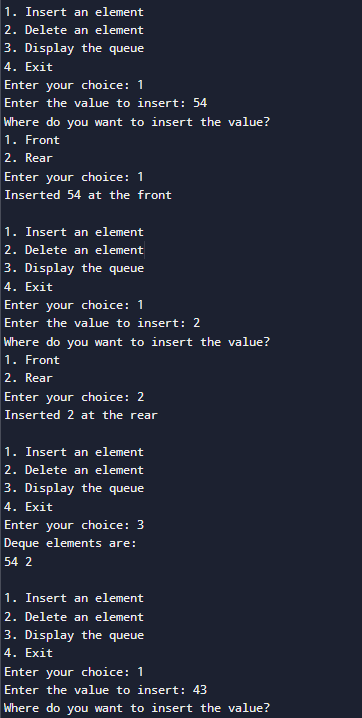 1. Insert an element
2. Delete an element
3. Display the queue
4. Exit
Enter your choice: 1
Enter the value to insert: 54
Where do you want to insert the value?
1. Front
2. Rear
Enter your choice: 1
Inserted 54 at the front
1. Insert an element
2. Delete an element
3. Display the queue
4. Exit
Enter your choice: 1
Enter the value to insert: 2
Where do you want to insert the value?
1. Front
2. Rear
Enter your choice: 2
Inserted 2 at the rear
1. Insert an element
2. Delete an element
3. Display the queue
4. Exit
Enter your choice: 3
Deque elements are:
54 2
1. Insert an element
2. Delete an element
3. Display the queue
4. Exit
Enter your choice: 1
Enter the value to insert: 43
Where do you want to insert the value?